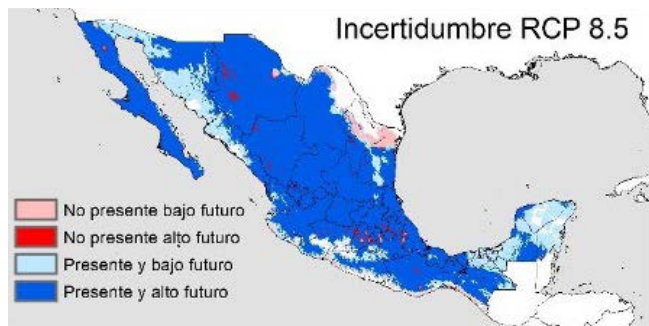 Incertidumbre RCP 8.5
No presente bajo futuro
No presente alto futuro
Presente y bajo futuro
Presente y alto futuro